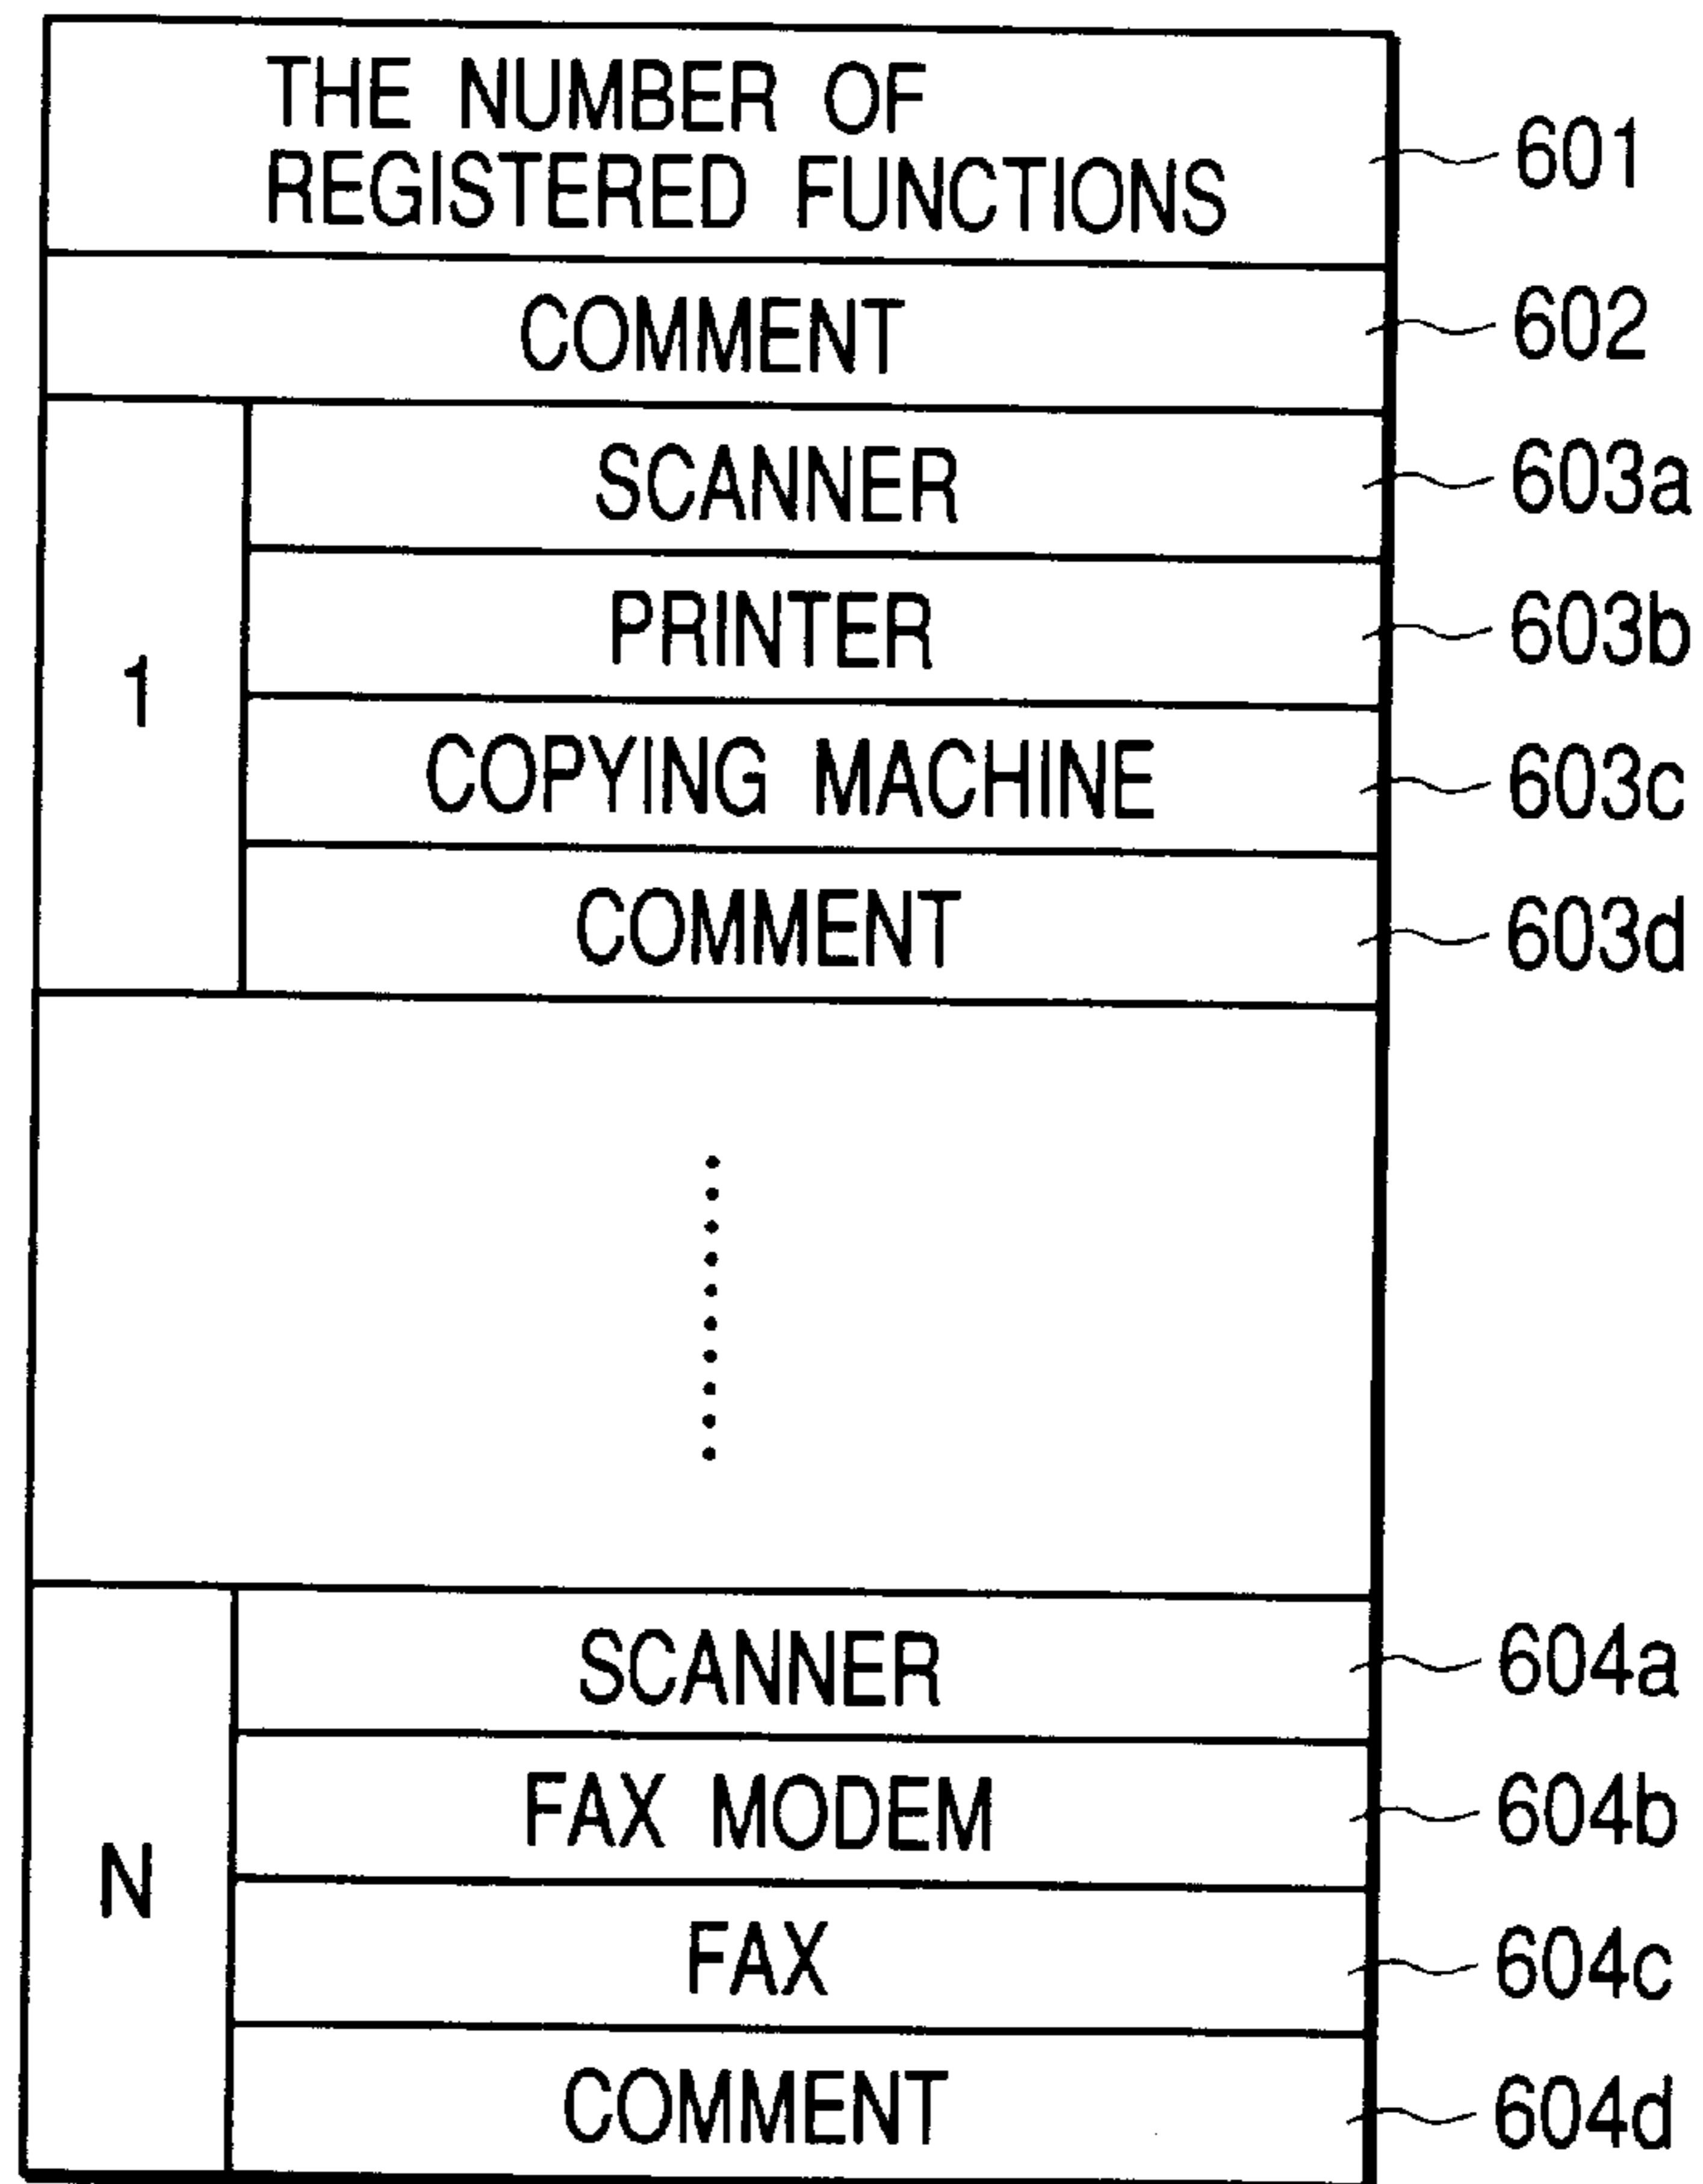 THE NUMBER OF
REGISTERED FUNCTIONS
601
COMMENT
602
1
SCANNER
603a
PRINTER
603b
COPYING MACHINE
603c
COMMENT
603d
N
SCANNER
604a
FAX MODEM
604b
FAX
604c
COMMENT
604d